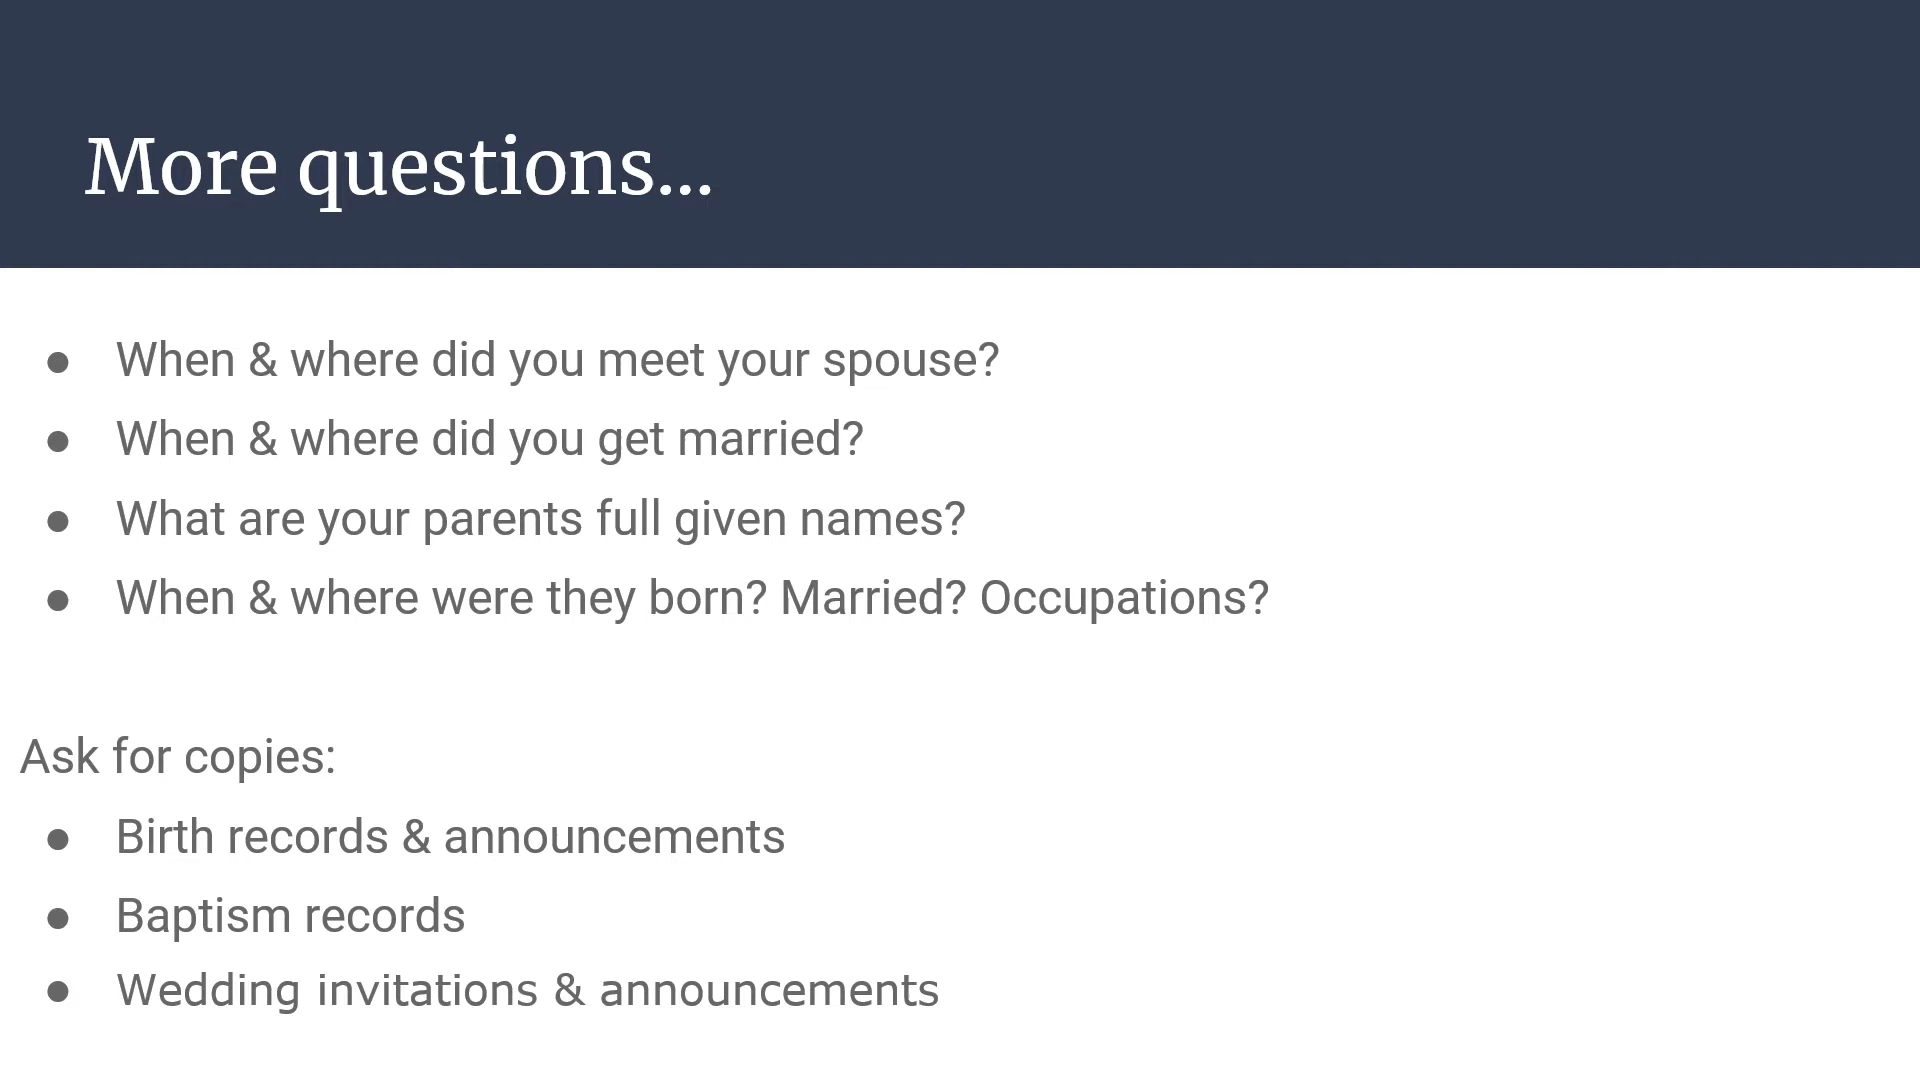 More questions...
● When & where did you meet your spouse?
● When & where did you get married?
● What are your parents full given names?
● When & where were they born? Married? Occupations?
Ask for copies:
● Birth records & announcements
● Baptism records
● Wedding invitations & announcements